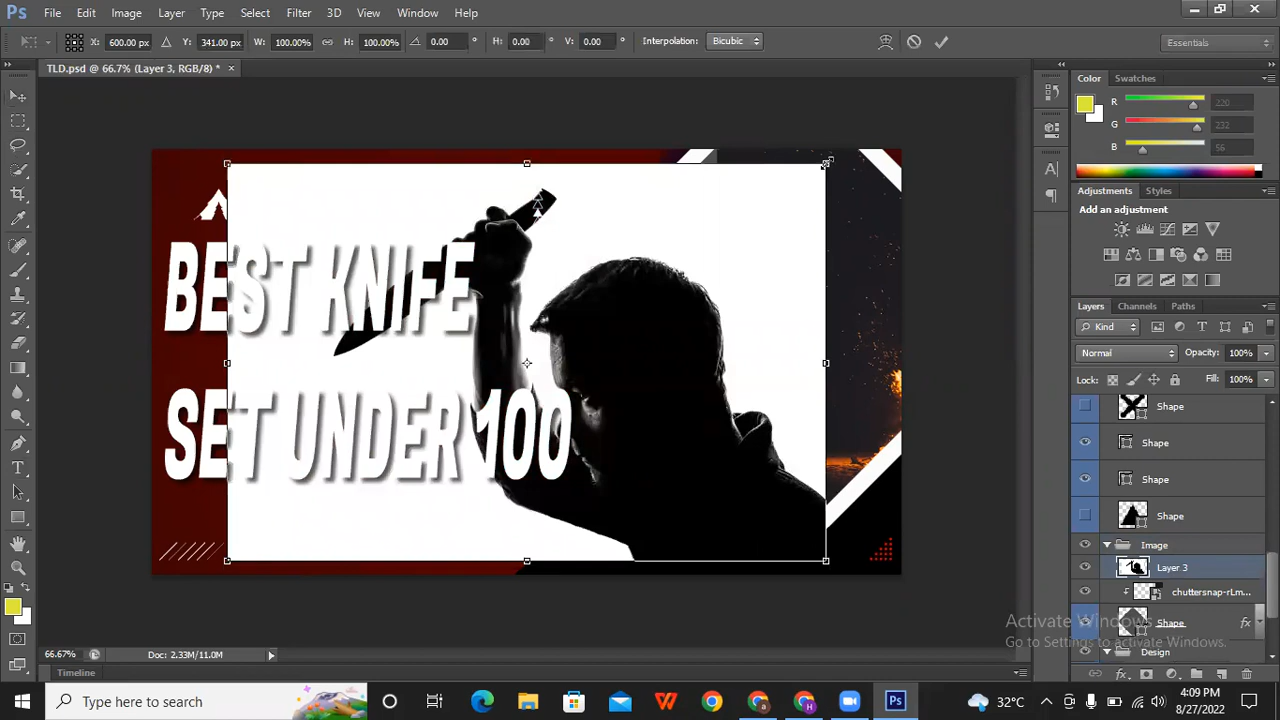 Ps File Edit Image Layer Type Select Filter 3D View Window Help
X: 600.00 px Y: 341.00 px W: 100.00% H: 100.00% 0.00 ° H: 0.00 ° V: 0.00 ° Interpolation: Bicubic Essentials
TLD.psd @ 66.7% (Layer 3, RGB/8) * ×
Color Swatches
R 220
G 232
B 56
Adjustments Styles
Add an adjustment
BEST KNIFE
SET UNDER 100
Layers Channels Paths
Kind
Normal Opacity: 100%
Lock: Fill: 100%
Shape
Shape
Shape
Shape
Image
Layer 3
chuttersnap-rLm...
Shape fx
Design
Activate Windows
Go to Settings to activate Windows.
66.67% Doc: 2.33M/11.0M
Timeline
Type here to search
32°C
4:09 PM
8/27/2022